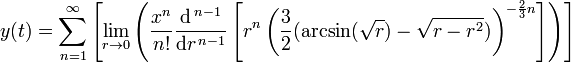 y(t) = \sum_{n=1}^{\infty} \left[ \lim_{r \to 0} \left( \frac{x^n}{n!} \frac{\mathrm{d}^{\,n-1}}{\mathrm{d}r^{\,n-1}} \left[ r^n \left( \frac{3}{2} (\arcsin(\sqrt{r}) - \sqrt{r - r^2}) \right)^{-\frac{2}{3}n} \right] \right) \right]